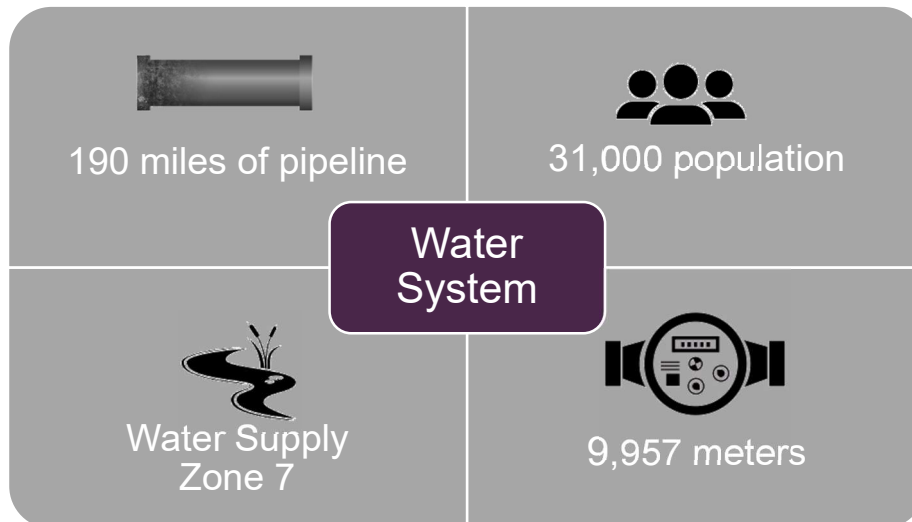 190 miles of pipeline
31,000 population
Water
System
Water Supply
Zone 7
9,957 meters